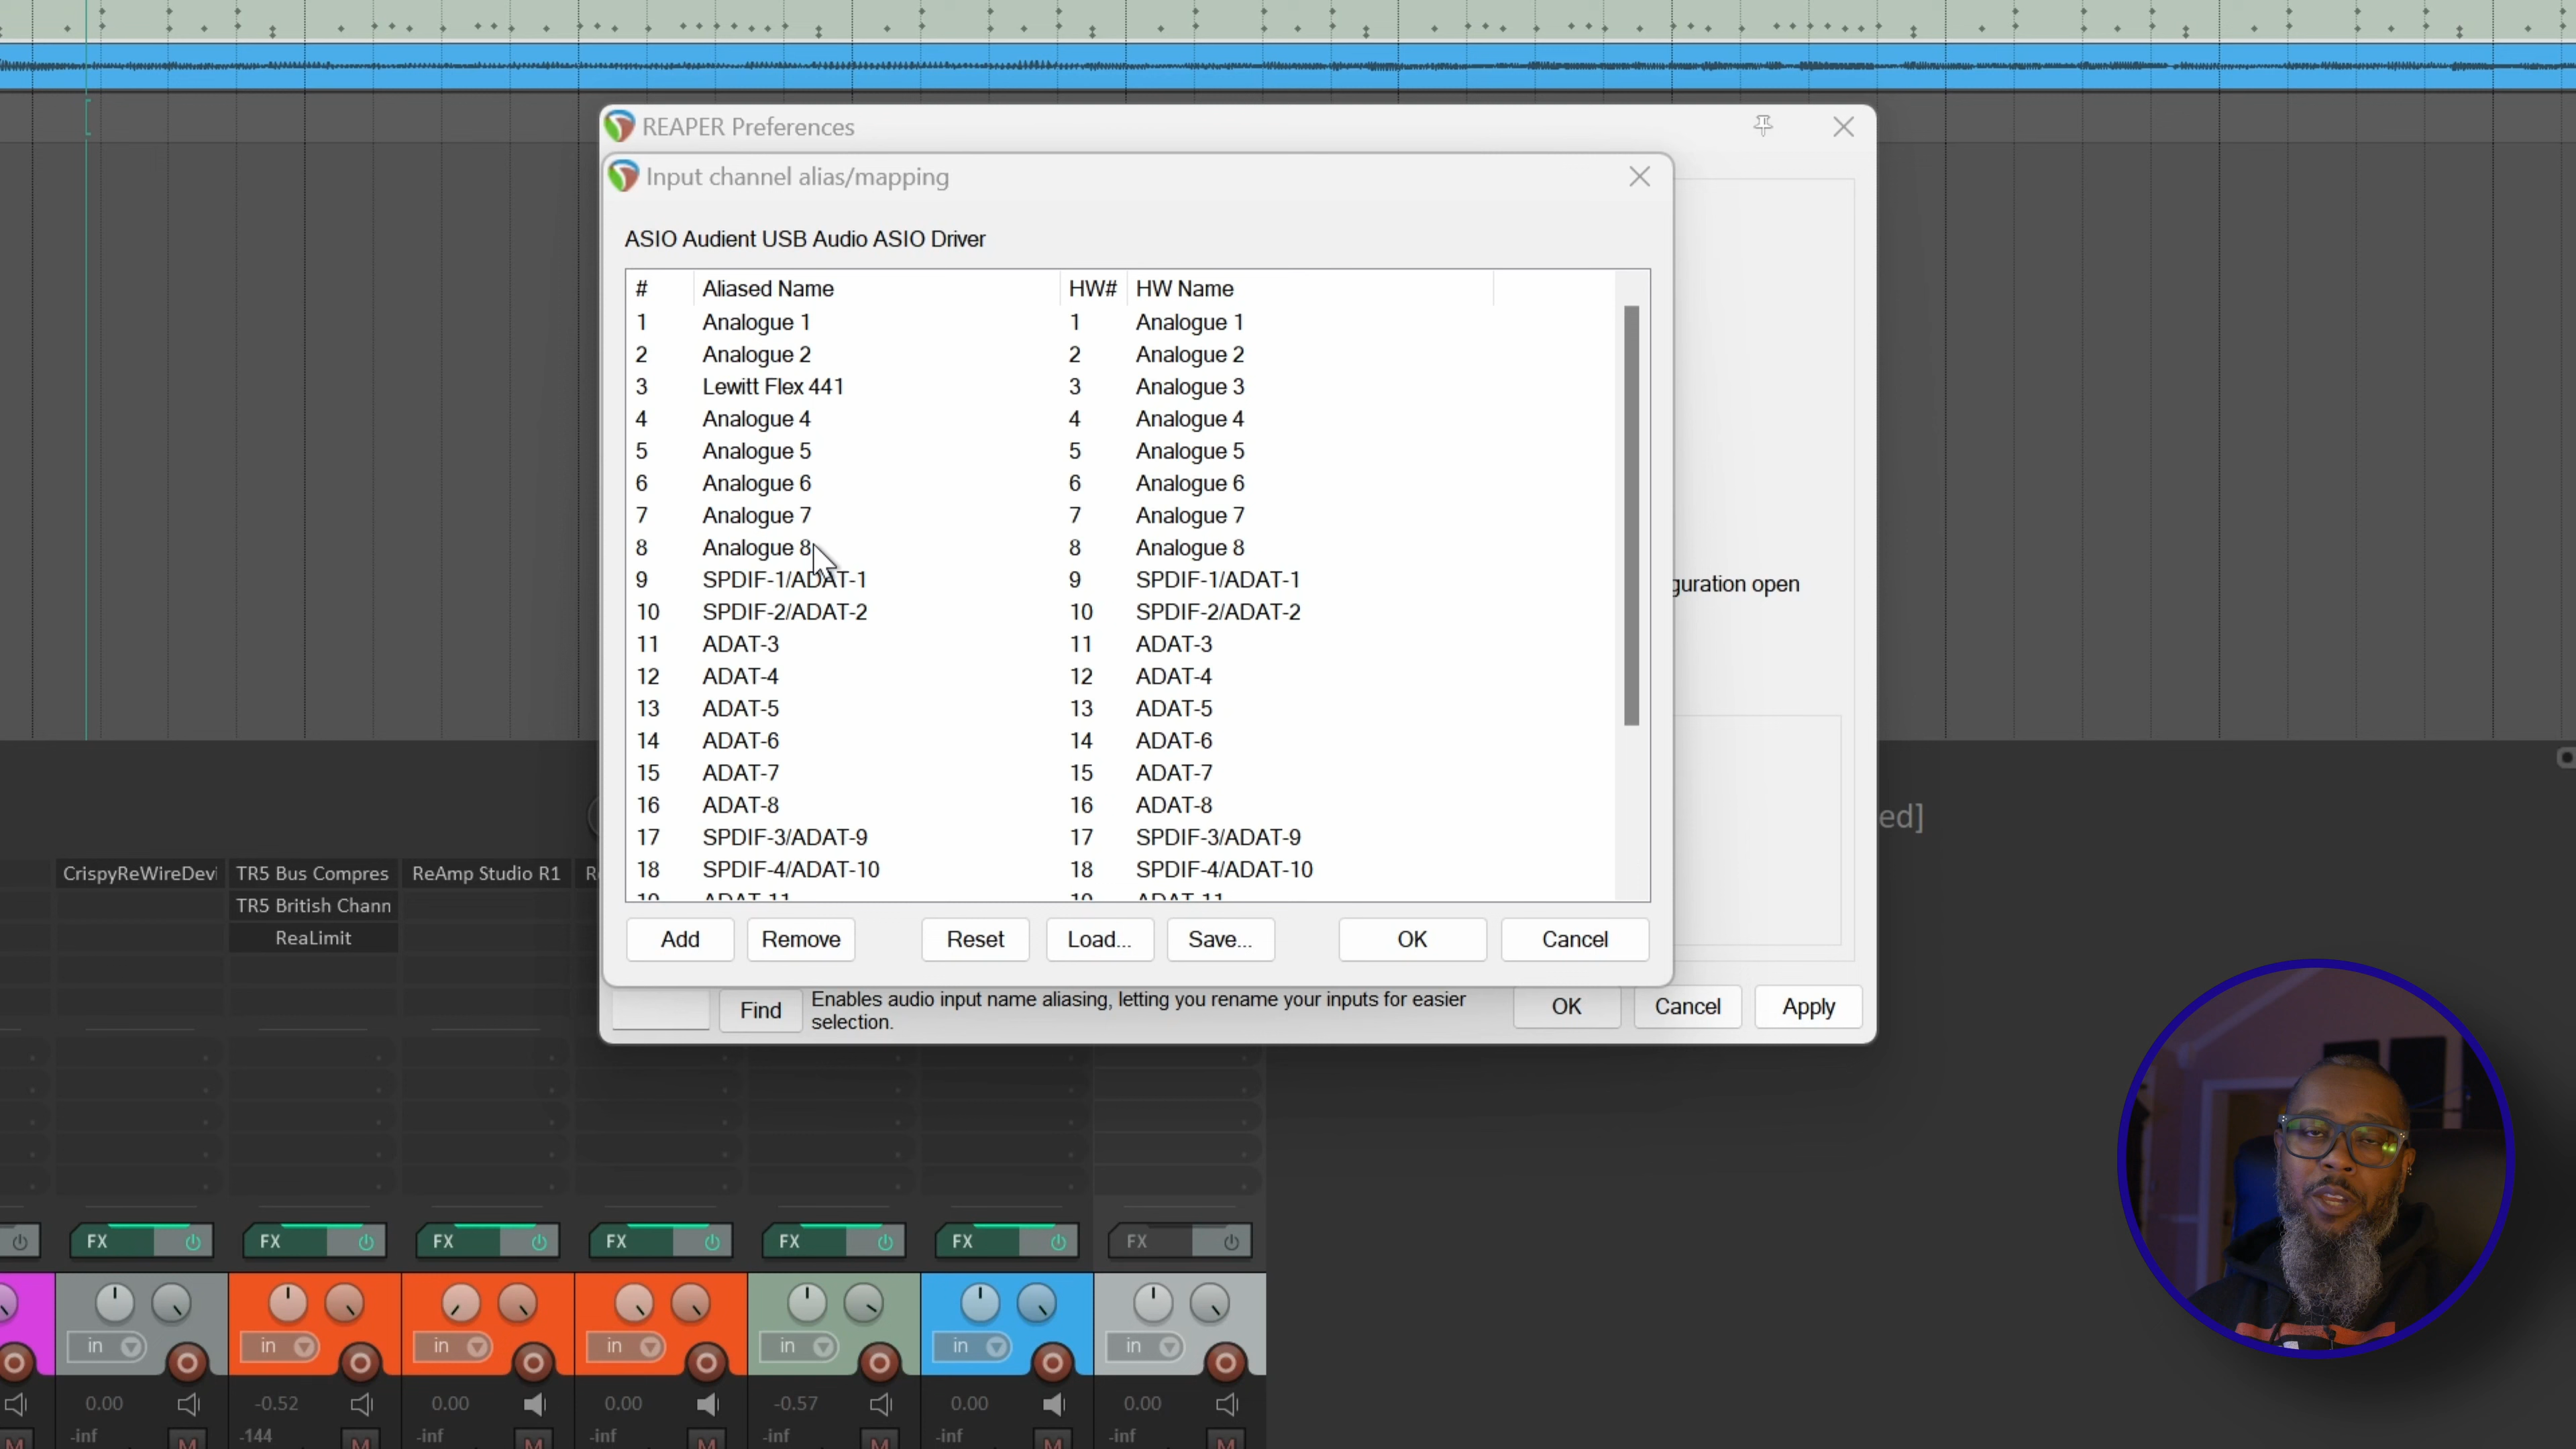 REAPER Preferences
Input channel alias/mapping
ASIO Audient USB Audio ASIO Driver
# Aliased Name HW# HW Name
1 Analogue 1 1 Analogue 1
2 Analogue 2 2 Analogue 2
3 Lewitt Flex 441 3 Analogue 3
4 Analogue 4 4 Analogue 4
5 Analogue 5 5 Analogue 5
6 Analogue 6 6 Analogue 6
7 Analogue 7 7 Analogue 7
8 Analogue 8 8 Analogue 8
9 SPDIF-1/ADAT-1 9 SPDIF-1/ADAT-1
10 SPDIF-2/ADAT-2 10 SPDIF-2/ADAT-2
11 ADAT-3 11 ADAT-3
12 ADAT-4 12 ADAT-4
13 ADAT-5 13 ADAT-5
14 ADAT-6 14 ADAT-6
15 ADAT-7 15 ADAT-7
16 ADAT-8 16 ADAT-8
17 SPDIF-3/ADAT-9 17 SPDIF-3/ADAT-9
18 SPDIF-4/ADAT-10 18 SPDIF-4/ADAT-10
guration open
ed]
Add Remove Reset Load... Save... OK Cancel
Find Enables audio input name aliasing, letting you rename your inputs for easier
selection.
OK Cancel Apply
CrispyReWireDevi TR5 Bus Compres ReAmp Studio R1
TR5 British Chann
ReaLimit
FX FX FX FX FX FX FX
in in in in in in in
0.00 -0.52 0.00 0.00 -0.57 0.00 0.00
-inf -144 -inf -inf -inf -inf -inf
M M M M M M M M